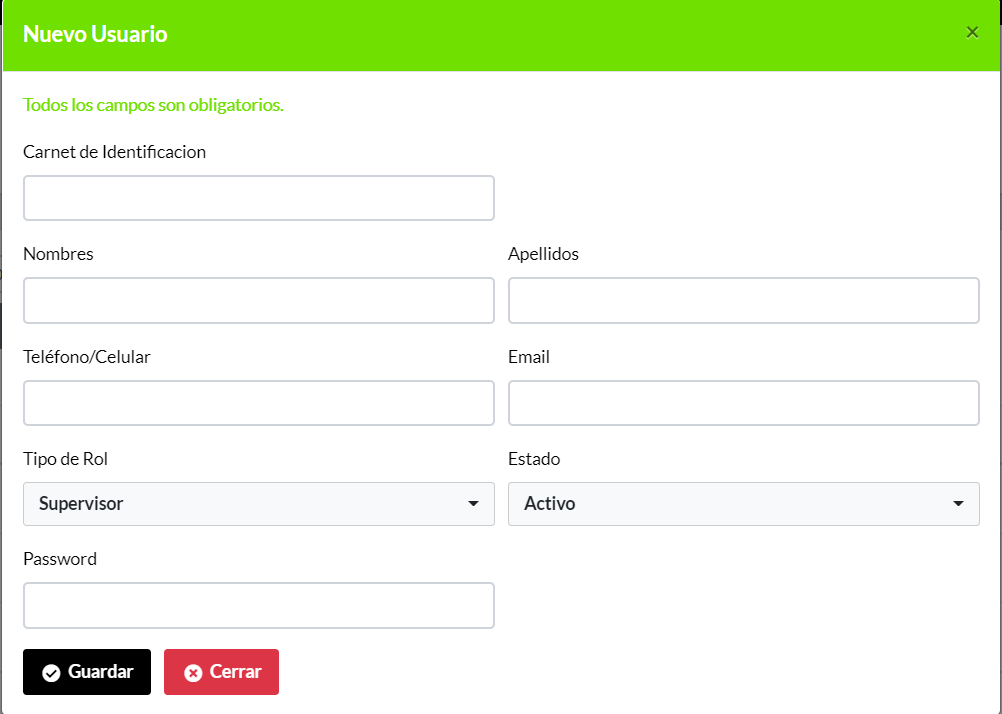 Nuevo Usuario ×
Todos los campos son obligatorios.
Carnet de Identificacion
Nombres Apellidos
Teléfono/Celular Email
Tipo de Rol Estado
Supervisor Activo
Password
Guardar Cerrar